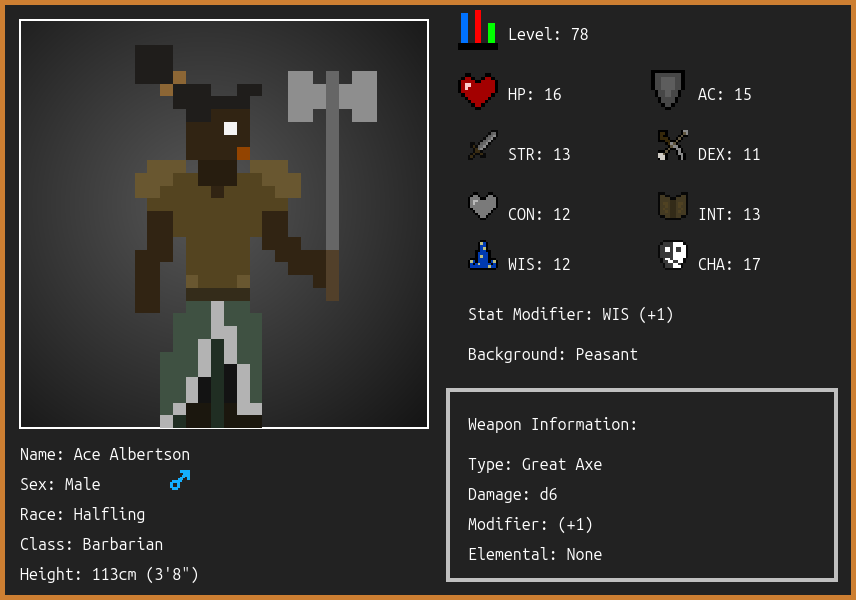 Level: 78
HP: 16
AC: 15
STR: 13
DEX: 11
CON: 12
INT: 13
WIS: 12
CHA: 17
Stat Modifier: WIS (+1)
Background: Peasant
Weapon Information:
Type: Great Axe
Damage: d6
Modifier: (+1)
Elemental: None
Name: Ace Albertson
Sex: Male
Race: Halfling
Class: Barbarian
Height: 113cm (3'8")